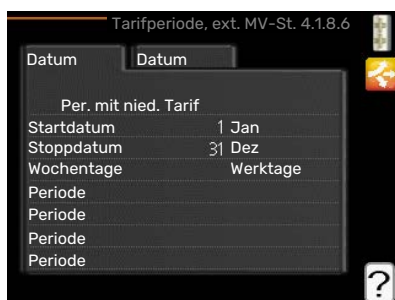 Tarifperiode, ext. MV-St. 4.1.8.6
Datum Datum
Per. mit nied. Tarif
Startdatum 1 Jan
Stoppdatum 31 Dez
Wochentage Werktage
Periode
Periode
Periode
Periode
?